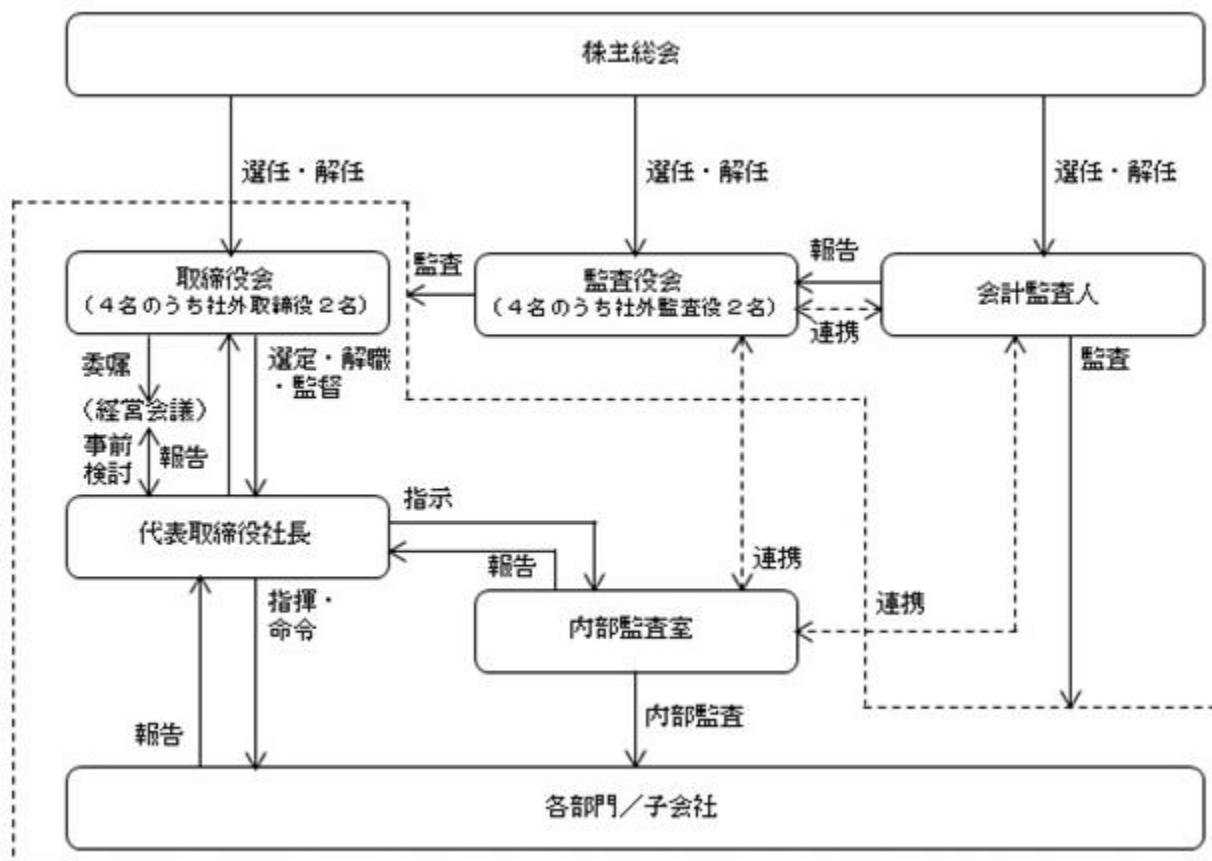 株主総会
選任・解任
選任・解任
選任・解任
取締役会
(4名のうち社外取締役2名)
監査
監査役会
(4名のうち社外監査役2名)
報告
連携
会計監査人
委嘱
選定・解職
・監督
監査
(経営会議)
事前
検討
報告
代表取締役社長
指示
報告
連携
連携
指揮・
命令
内部監査室
報告
内部監査
各部門/子会社